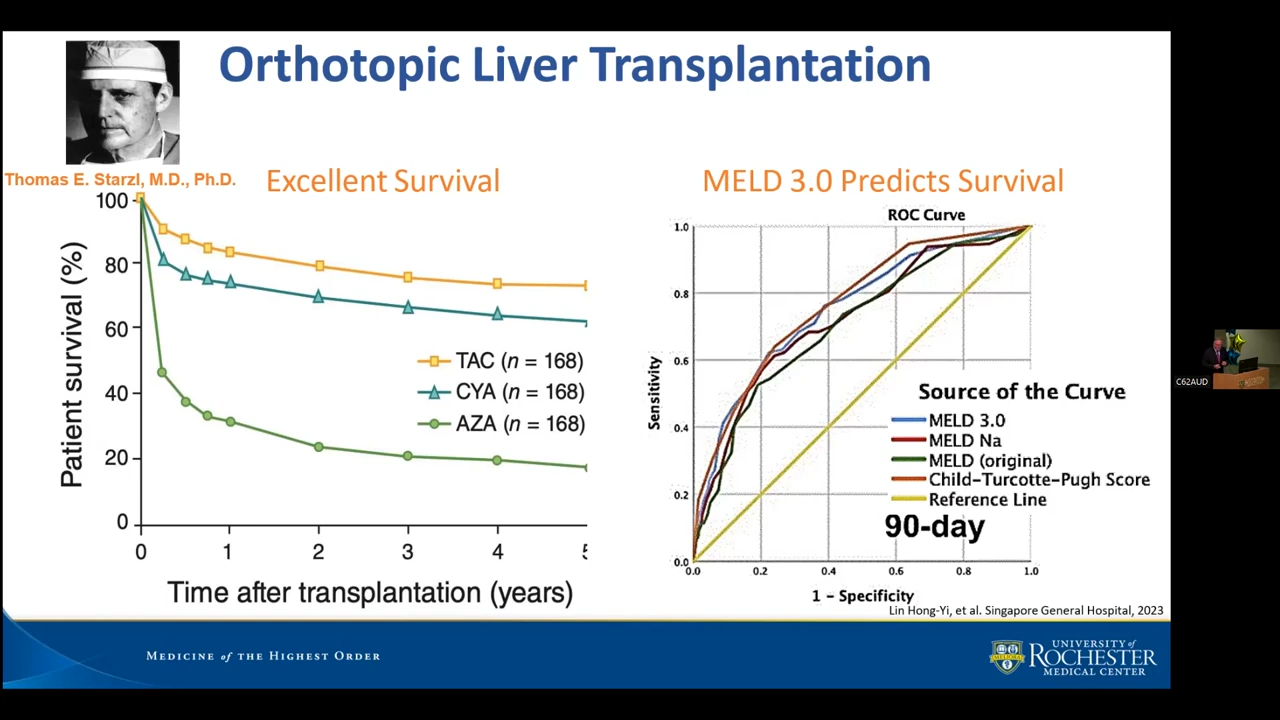 Orthotopic Liver Transplantation
Thomas E. Starzl, M.D., Ph.D.
Excellent Survival
Patient survival (%)
100
80
60
40
20
0
TAC (n = 168)
CYA (n = 168)
AZA (n = 168)
0 1 2 3 4 5
Time after transplantation (years)
MELD 3.0 Predicts Survival
ROC Curve
Sensitivity
1.0
0.8
0.6
0.4
0.2
0.0
Source of the Curve
MELD 3.0
MELD Na
MELD (original)
Child-Turcotte-Pugh Score
Reference Line
90-day
0.0 0.2 0.4 0.6 0.8 1.0
1 - Specificity
Lin Hong-Yi, et al. Singapore General Hospital, 2023
MEDICINE of THE HIGHEST ORDER
UNIVERSITY of
ROCHESTER
MEDICAL CENTER
C62AUD